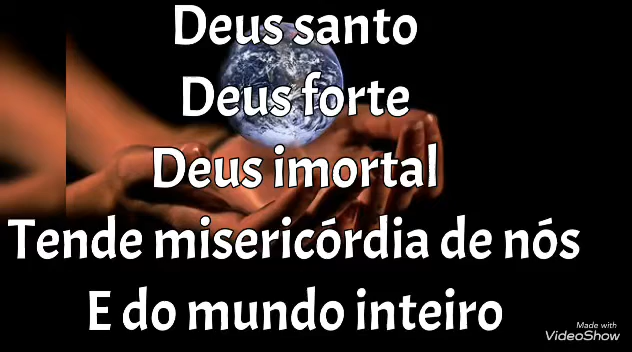 Deus santo
Deus forte
Deus imortal
Tende misericórdia de nós
E do mundo inteiro
Made with
VideoShow